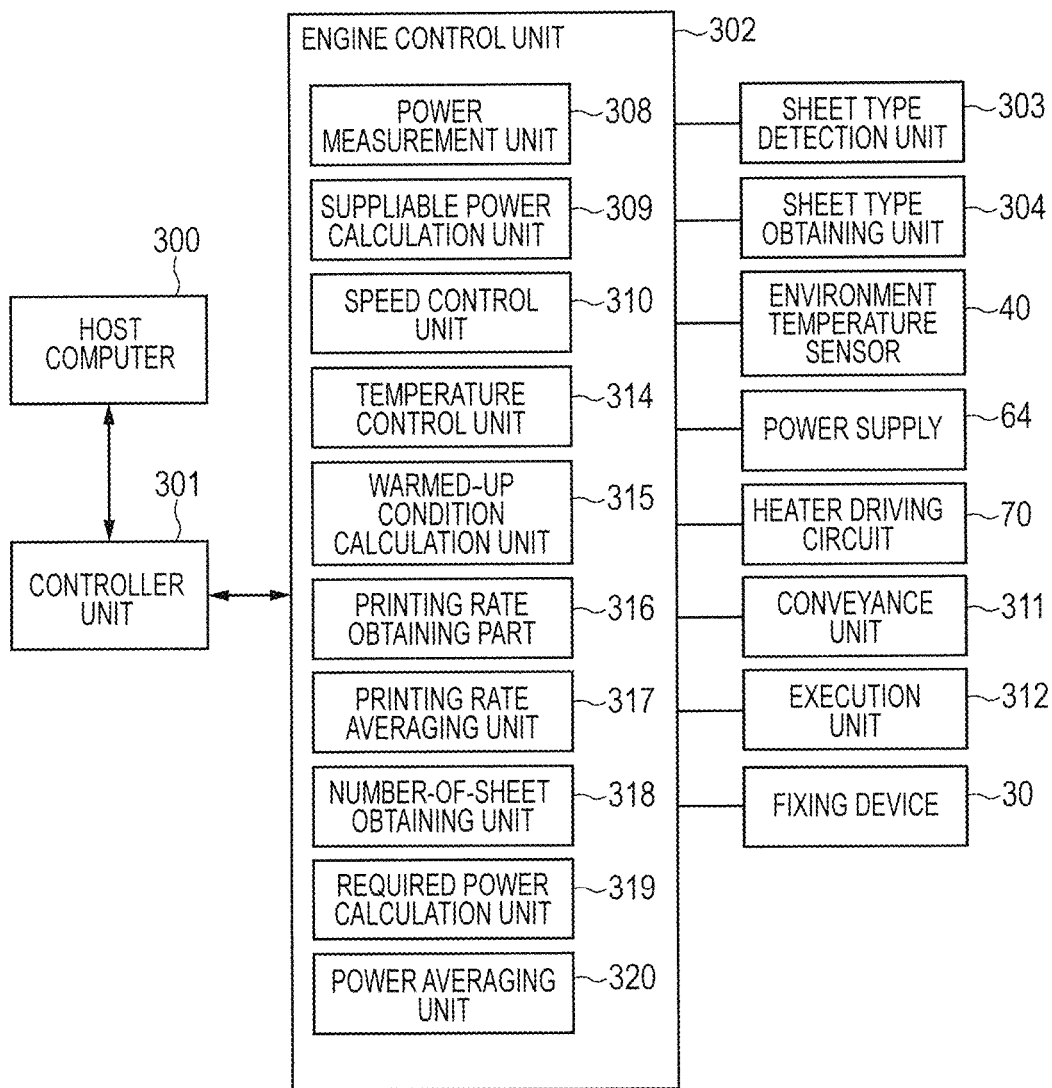 300
HOST
COMPUTER
301
CONTROLLER
UNIT
ENGINE CONTROL UNIT
302
POWER
MEASUREMENT UNIT
308
SUPPLIABLE POWER
CALCULATION UNIT
309
SPEED CONTROL
UNIT
310
TEMPERATURE
CONTROL UNIT
314
WARMED-UP
CONDITION
CALCULATION UNIT
315
PRINTING RATE
OBTAINING PART
316
PRINTING RATE
AVERAGING UNIT
317
NUMBER-OF-SHEET
OBTAINING UNIT
318
REQUIRED POWER
CALCULATION UNIT
319
POWER AVERAGING
UNIT
320
SHEET TYPE
DETECTION UNIT
303
SHEET TYPE
OBTAINING UNIT
304
ENVIRONMENT
TEMPERATURE
SENSOR
40
POWER SUPPLY
64
HEATER DRIVING
CIRCUIT
70
CONVEYANCE
UNIT
311
EXECUTION
UNIT
312
FIXING DEVICE
30